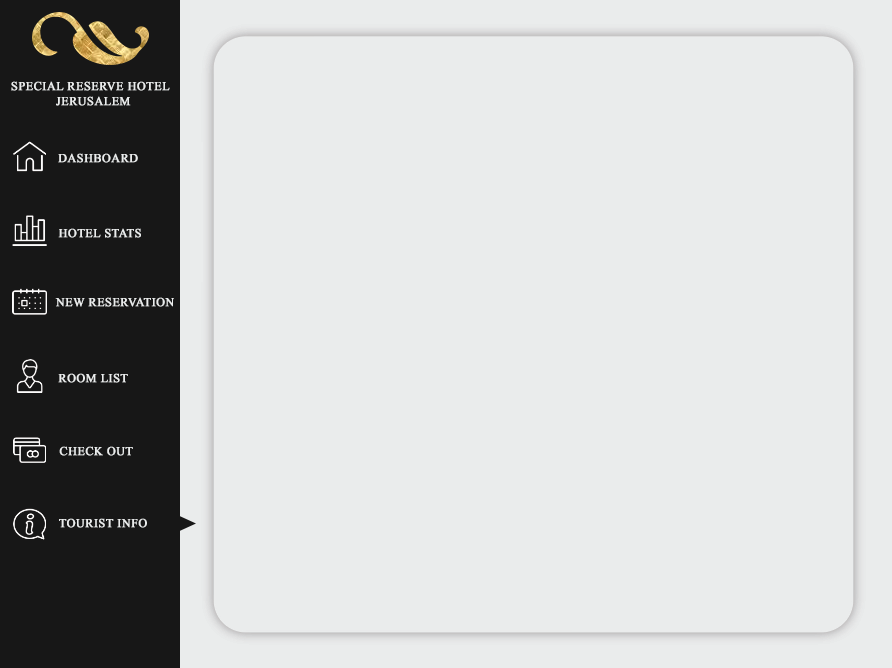 SPECIAL RESERVE HOTEL
JERUSALEM
DASHBOARD
HOTEL STATS
NEW RESERVATION
ROOM LIST
CHECK OUT
TOURIST INFO